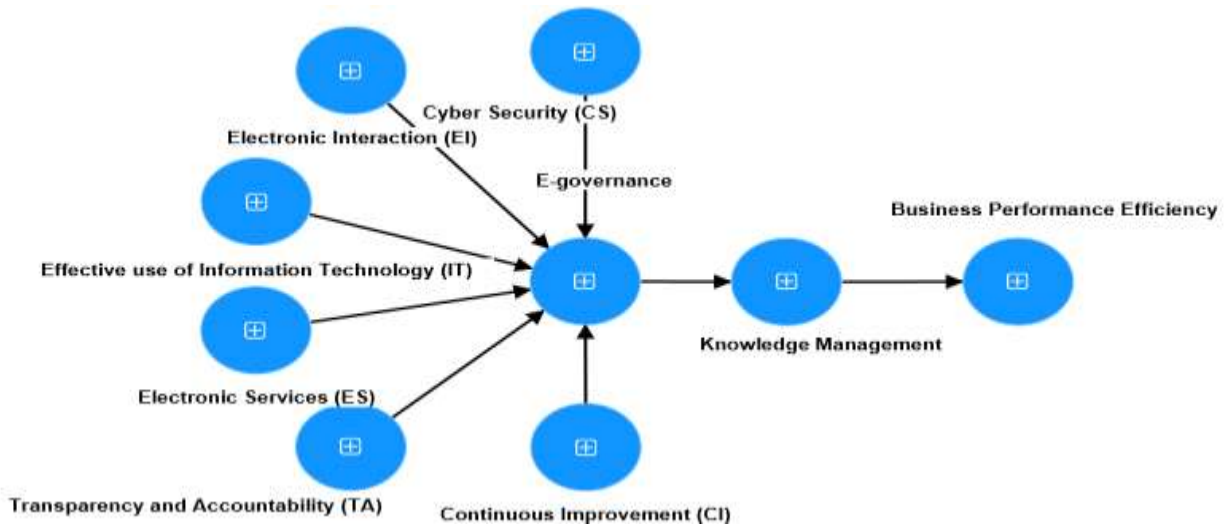 Cyber Security (CS)
Electronic Interaction (EI)
E-governance
Business Performance Efficiency
Effective use of Information Technology (IT)
Knowledge Management
Electronic Services (ES)
Transparency and Accountability (TA)
Continuous Improvement (CI)